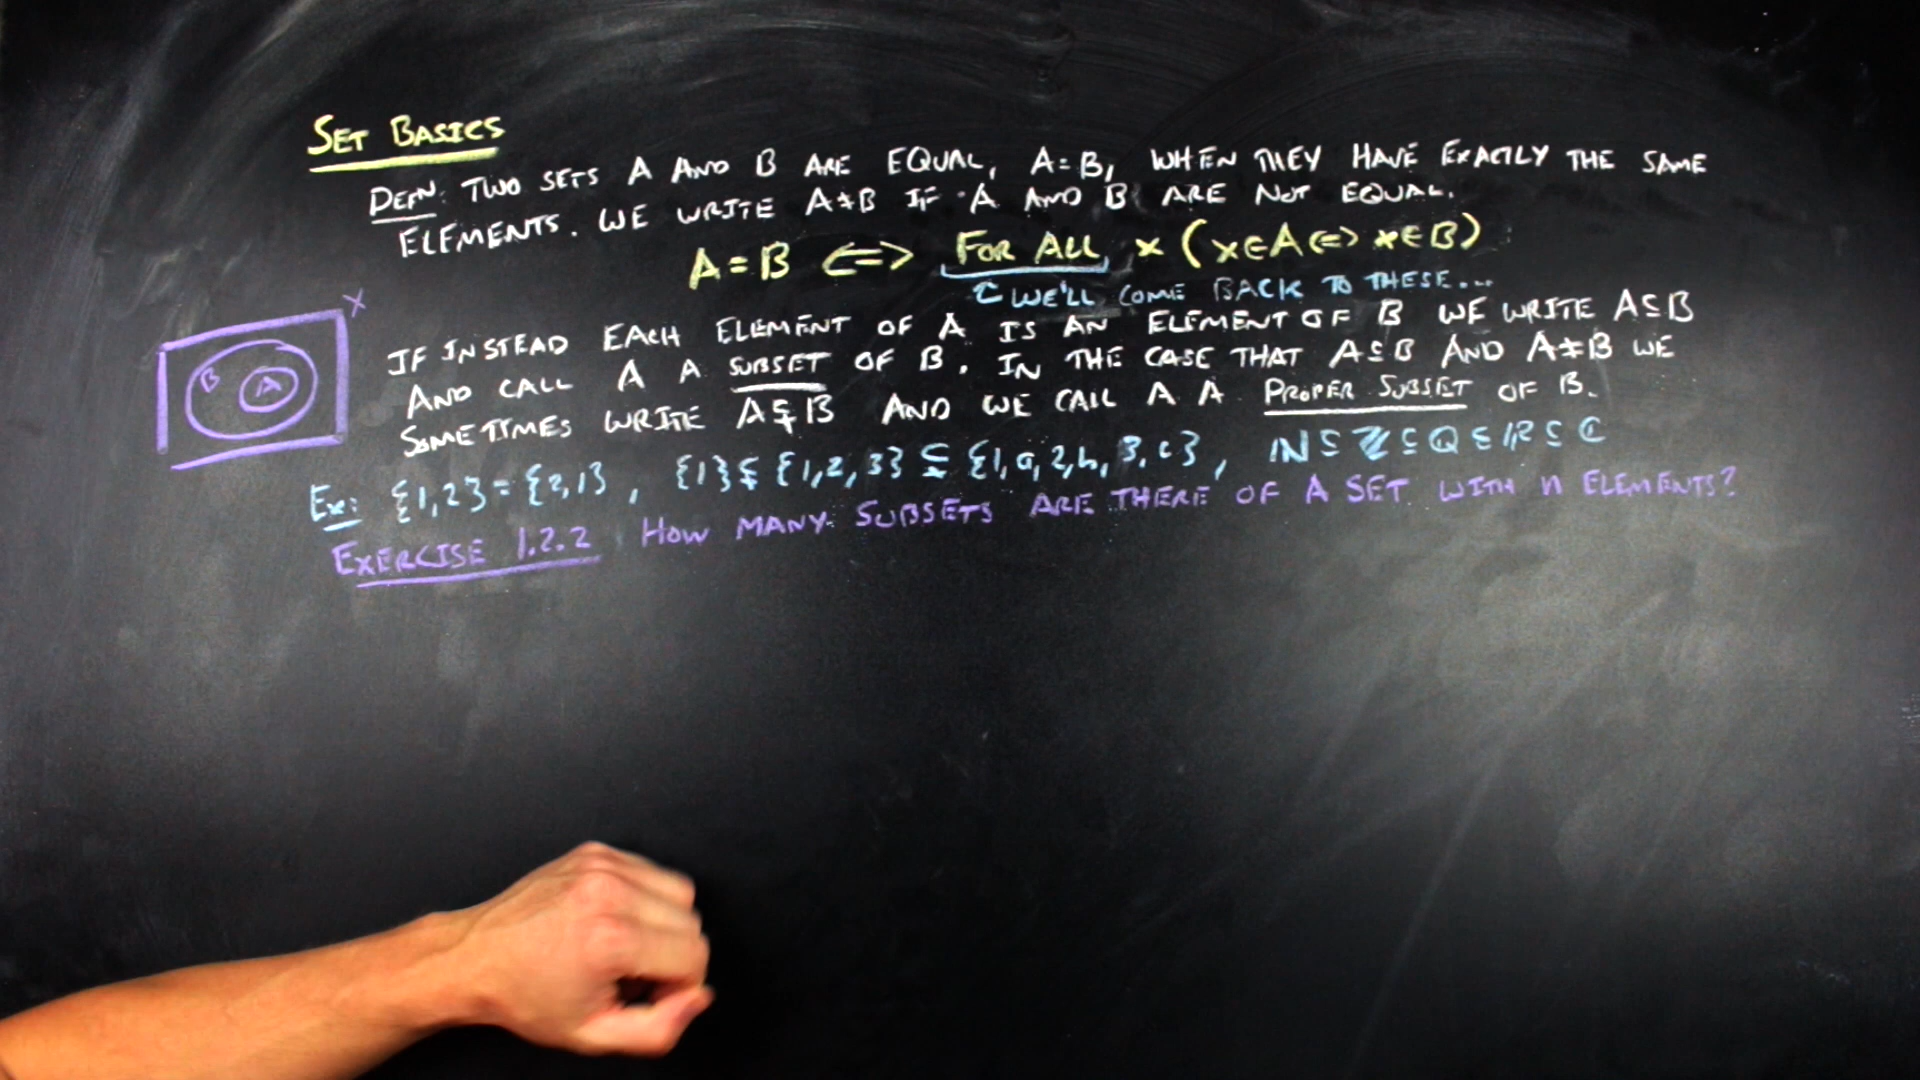 SET BASICS
DEFN: TWO SETS A AND B ARE EQUAL, A=B, WHEN THEY HAVE EXACTLY THE SAME
ELEMENTS. WE WRITE A≠B IF A AND B ARE NOT EQUAL.
A=B <=> FOR ALL x (x∈A <=> x∈B)
WE'LL COME BACK TO THESE...
X
B A
IF INSTEAD EACH ELEMENT OF A IS AN ELEMENT OF B WE WRITE A⊆B
AND CALL A A SUBSET OF B. IN THE CASE THAT A⊆B AND A≠B WE
SOMETIMES WRITE A⊊B AND WE CALL A A PROPER SUBSET OF B.
EX: {1,2}={2,1}, {1}⊊{1,2,3}⊊{1,a,2,b,3,c}, ℕ⊆ℤ⊆ℚ⊆ℝ⊆ℂ
EXERCISE 1.2.2 HOW MANY SUBSETS ARE THERE OF A SET WITH n ELEMENTS?